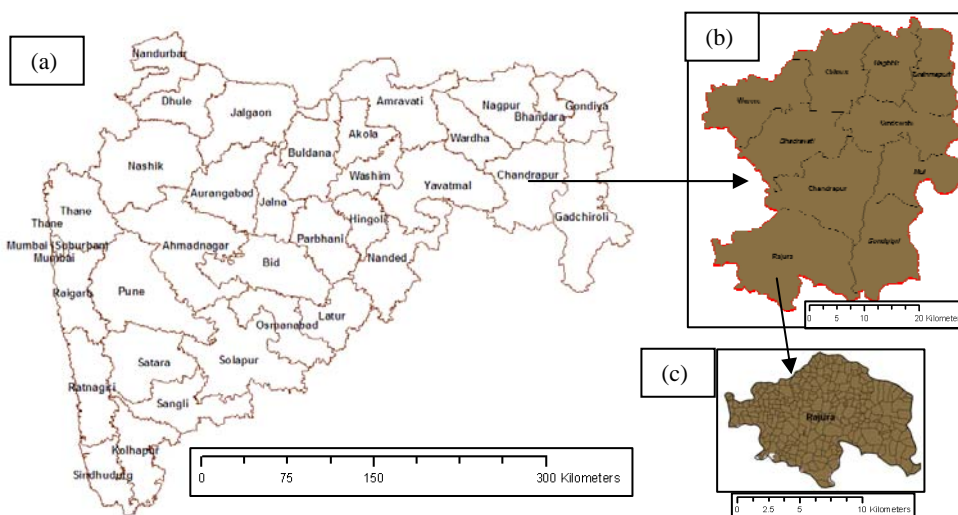 (a)
Nandurbar
Dhule
Jalgaon
Nashik
Buldana
Akola
Amravati
Washim
Wardha
Nagpur
Bhandara
Gondiya
Chandrapur
Gadchiroli
Yavatmal
Aurangabad
Jalna
Hingoli
Parbhani
Nanded
Thane
Thane
Mumbai (Suburban)
Mumbai
Ahmadnagar
Bid
Raigarh
Pune
Latur
Osmanabad
Satara
Solapur
Ratnagiri
Sangli
Kolhapur
Sindhudurg
0 75 150 300 Kilometers
(b)
Warora
Bhadravati
Chandrapur
Mul
Rajura
0 5 10 20 Kilometers
(c)
Rajura
0 2.5 5 10 Kilometers